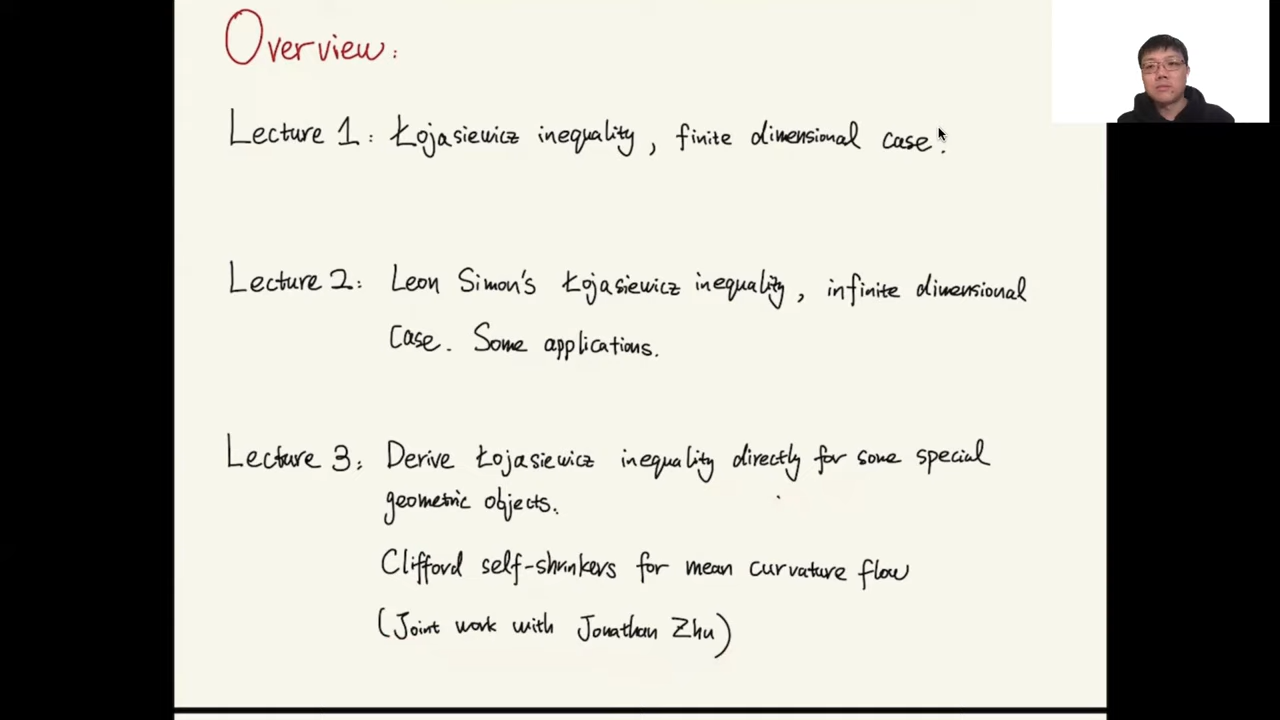 Overview:
Lecture 1: Łojasiewicz inequality, finite dimensional case.
Lecture 2: Leon Simon's Łojasiewicz inequality, infinite dimensional
case. Some applications.
Lecture 3: Derive Łojasiewicz inequality directly for some special
geometric objects.
Clifford self-shrinkers for mean curvature flow
(Joint work with Jonathan Zhu)